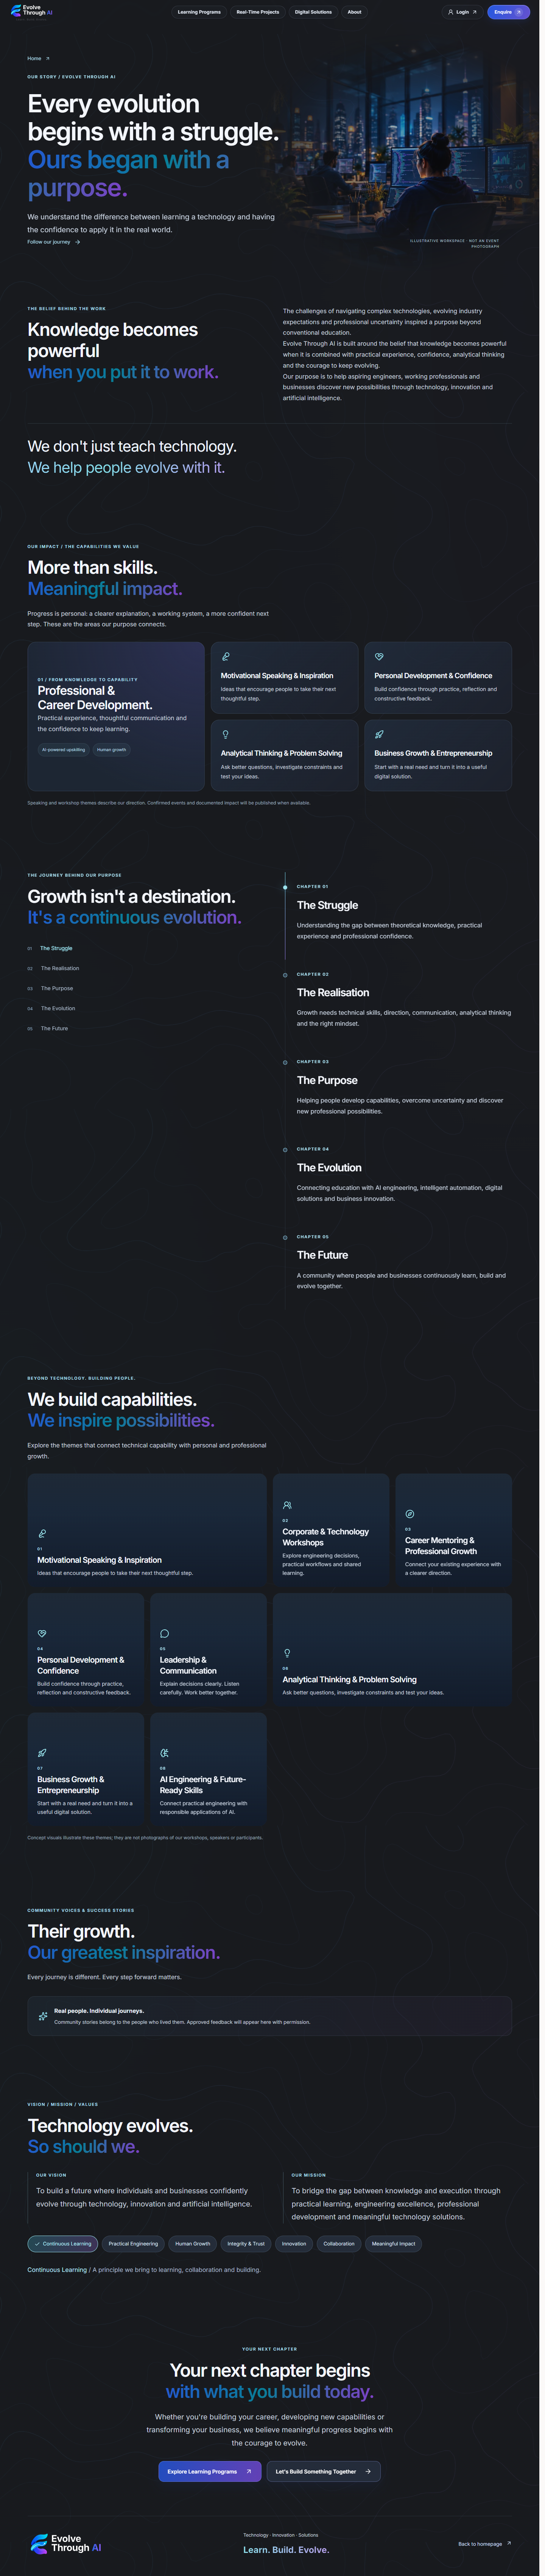 Evolve
Through AI
Learning Programs
Real-Time Projects
Digital Solutions
About
Login
Enquire
Home
OUR STORY / EVOLVE THROUGH AI
Every evolution
begins with a struggle.
Ours began with a
purpose.
We understand the difference between learning a technology and having
the confidence to apply it in the real world.
Follow our journey
ILLUSTRATIVE WORKSPACE · NOT AN EVENT
PHOTOGRAPH
THE BELIEF BEHIND THE WORK
Knowledge becomes
powerful
when you put it to work.
The challenges of navigating complex technologies, evolving industry
expectations and professional uncertainty inspired a purpose beyond
conventional education.
Evolve Through AI is built around the belief that knowledge becomes powerful
when it is combined with practical experience, confidence, analytical thinking
and the courage to keep evolving.
Our purpose is to help aspiring engineers, working professionals and
businesses discover new possibilities through technology, innovation and
artificial intelligence.
We don't just teach technology.
We help people evolve with it.
OUR IMPACT / THE CAPABILITIES WE VALUE
More than skills.
Meaningful impact.
Progress is personal: a clearer explanation, a working system, a more confident next
step. These are the areas our purpose connects.
01 / FROM KNOWLEDGE TO CAPABILITY
Professional &
Career Development.
Practical experience, thoughtful communication and
the confidence to keep learning.
AI-powered upskilling
Human growth
Motivational Speaking & Inspiration
Ideas that encourage people to take their next
thoughtful step.
Personal Development & Confidence
Build confidence through practice, reflection and
constructive feedback.
Analytical Thinking & Problem Solving
Ask better questions, investigate constraints and
test your ideas.
Business Growth & Entrepreneurship
Start with a real need and turn it into a useful
digital solution.
Speaking and workshop themes describe our direction. Confirmed events and documented impact will be published when available.
THE JOURNEY BEHIND OUR PURPOSE
Growth isn't a destination.
It's a continuous evolution.
01 The Struggle
02 The Realisation
03 The Purpose
04 The Evolution
05 The Future
CHAPTER 01
The Struggle
Understanding the gap between theoretical knowledge, practical
experience and professional confidence.
CHAPTER 02
The Realisation
Growth needs technical skills, direction, communication, analytical thinking
and the right mindset.
CHAPTER 03
The Purpose
Helping people develop capabilities, overcome uncertainty and discover
new professional possibilities.
CHAPTER 04
The Evolution
Connecting education with AI engineering, intelligent automation, digital
solutions and business innovation.
CHAPTER 05
The Future
A community where people and businesses continuously learn, build and
evolve together.
BEYOND TECHNOLOGY. BUILDING PEOPLE.
We build capabilities.
We inspire possibilities.
Explore the themes that connect technical capability with personal and professional
growth.
01
Motivational Speaking & Inspiration
Ideas that encourage people to take their next thoughtful step.
02
Corporate & Technology
Workshops
Explore engineering decisions,
practical workflows and shared
learning.
03
Career Mentoring &
Professional Growth
Connect your existing experience with
a clearer direction.
04
Personal Development &
Confidence
Build confidence through practice,
reflection and constructive feedback.
05
Leadership &
Communication
Explain decisions clearly. Listen
carefully. Work better together.
06
Analytical Thinking & Problem Solving
Ask better questions, investigate constraints and test your ideas.
07
Business Growth &
Entrepreneurship
Start with a real need and turn it into a
useful digital solution.
08
AI Engineering & Future-
Ready Skills
Connect practical engineering with
responsible applications of AI.
Concept visuals illustrate these themes; they are not photographs of our workshops, speakers or participants.
COMMUNITY VOICES & SUCCESS STORIES
Their growth.
Our greatest inspiration.
Every journey is different. Every step forward matters.
Real people. Individual journeys.
Community stories belong to the people who lived them. Approved feedback will appear here with permission.
VISION / MISSION / VALUES
Technology evolves.
So should we.
OUR VISION
To build a future where individuals and businesses confidently
evolve through technology, innovation and artificial intelligence.
OUR MISSION
To bridge the gap between knowledge and execution through
practical learning, engineering excellence, professional
development and meaningful technology solutions.
Continuous Learning
Practical Engineering
Human Growth
Integrity & Trust
Innovation
Collaboration
Meaningful Impact
Continuous Learning / A principle we bring to learning, collaboration and building.
YOUR NEXT CHAPTER
Your next chapter begins
with what you build today.
Whether you're building your career, developing new capabilities or
transforming your business, we believe meaningful progress begins with
the courage to evolve.
Explore Learning Programs
Let's Build Something Together
Evolve
Through AI
Technology · Innovation · Solutions
Learn. Build. Evolve.
Back to homepage